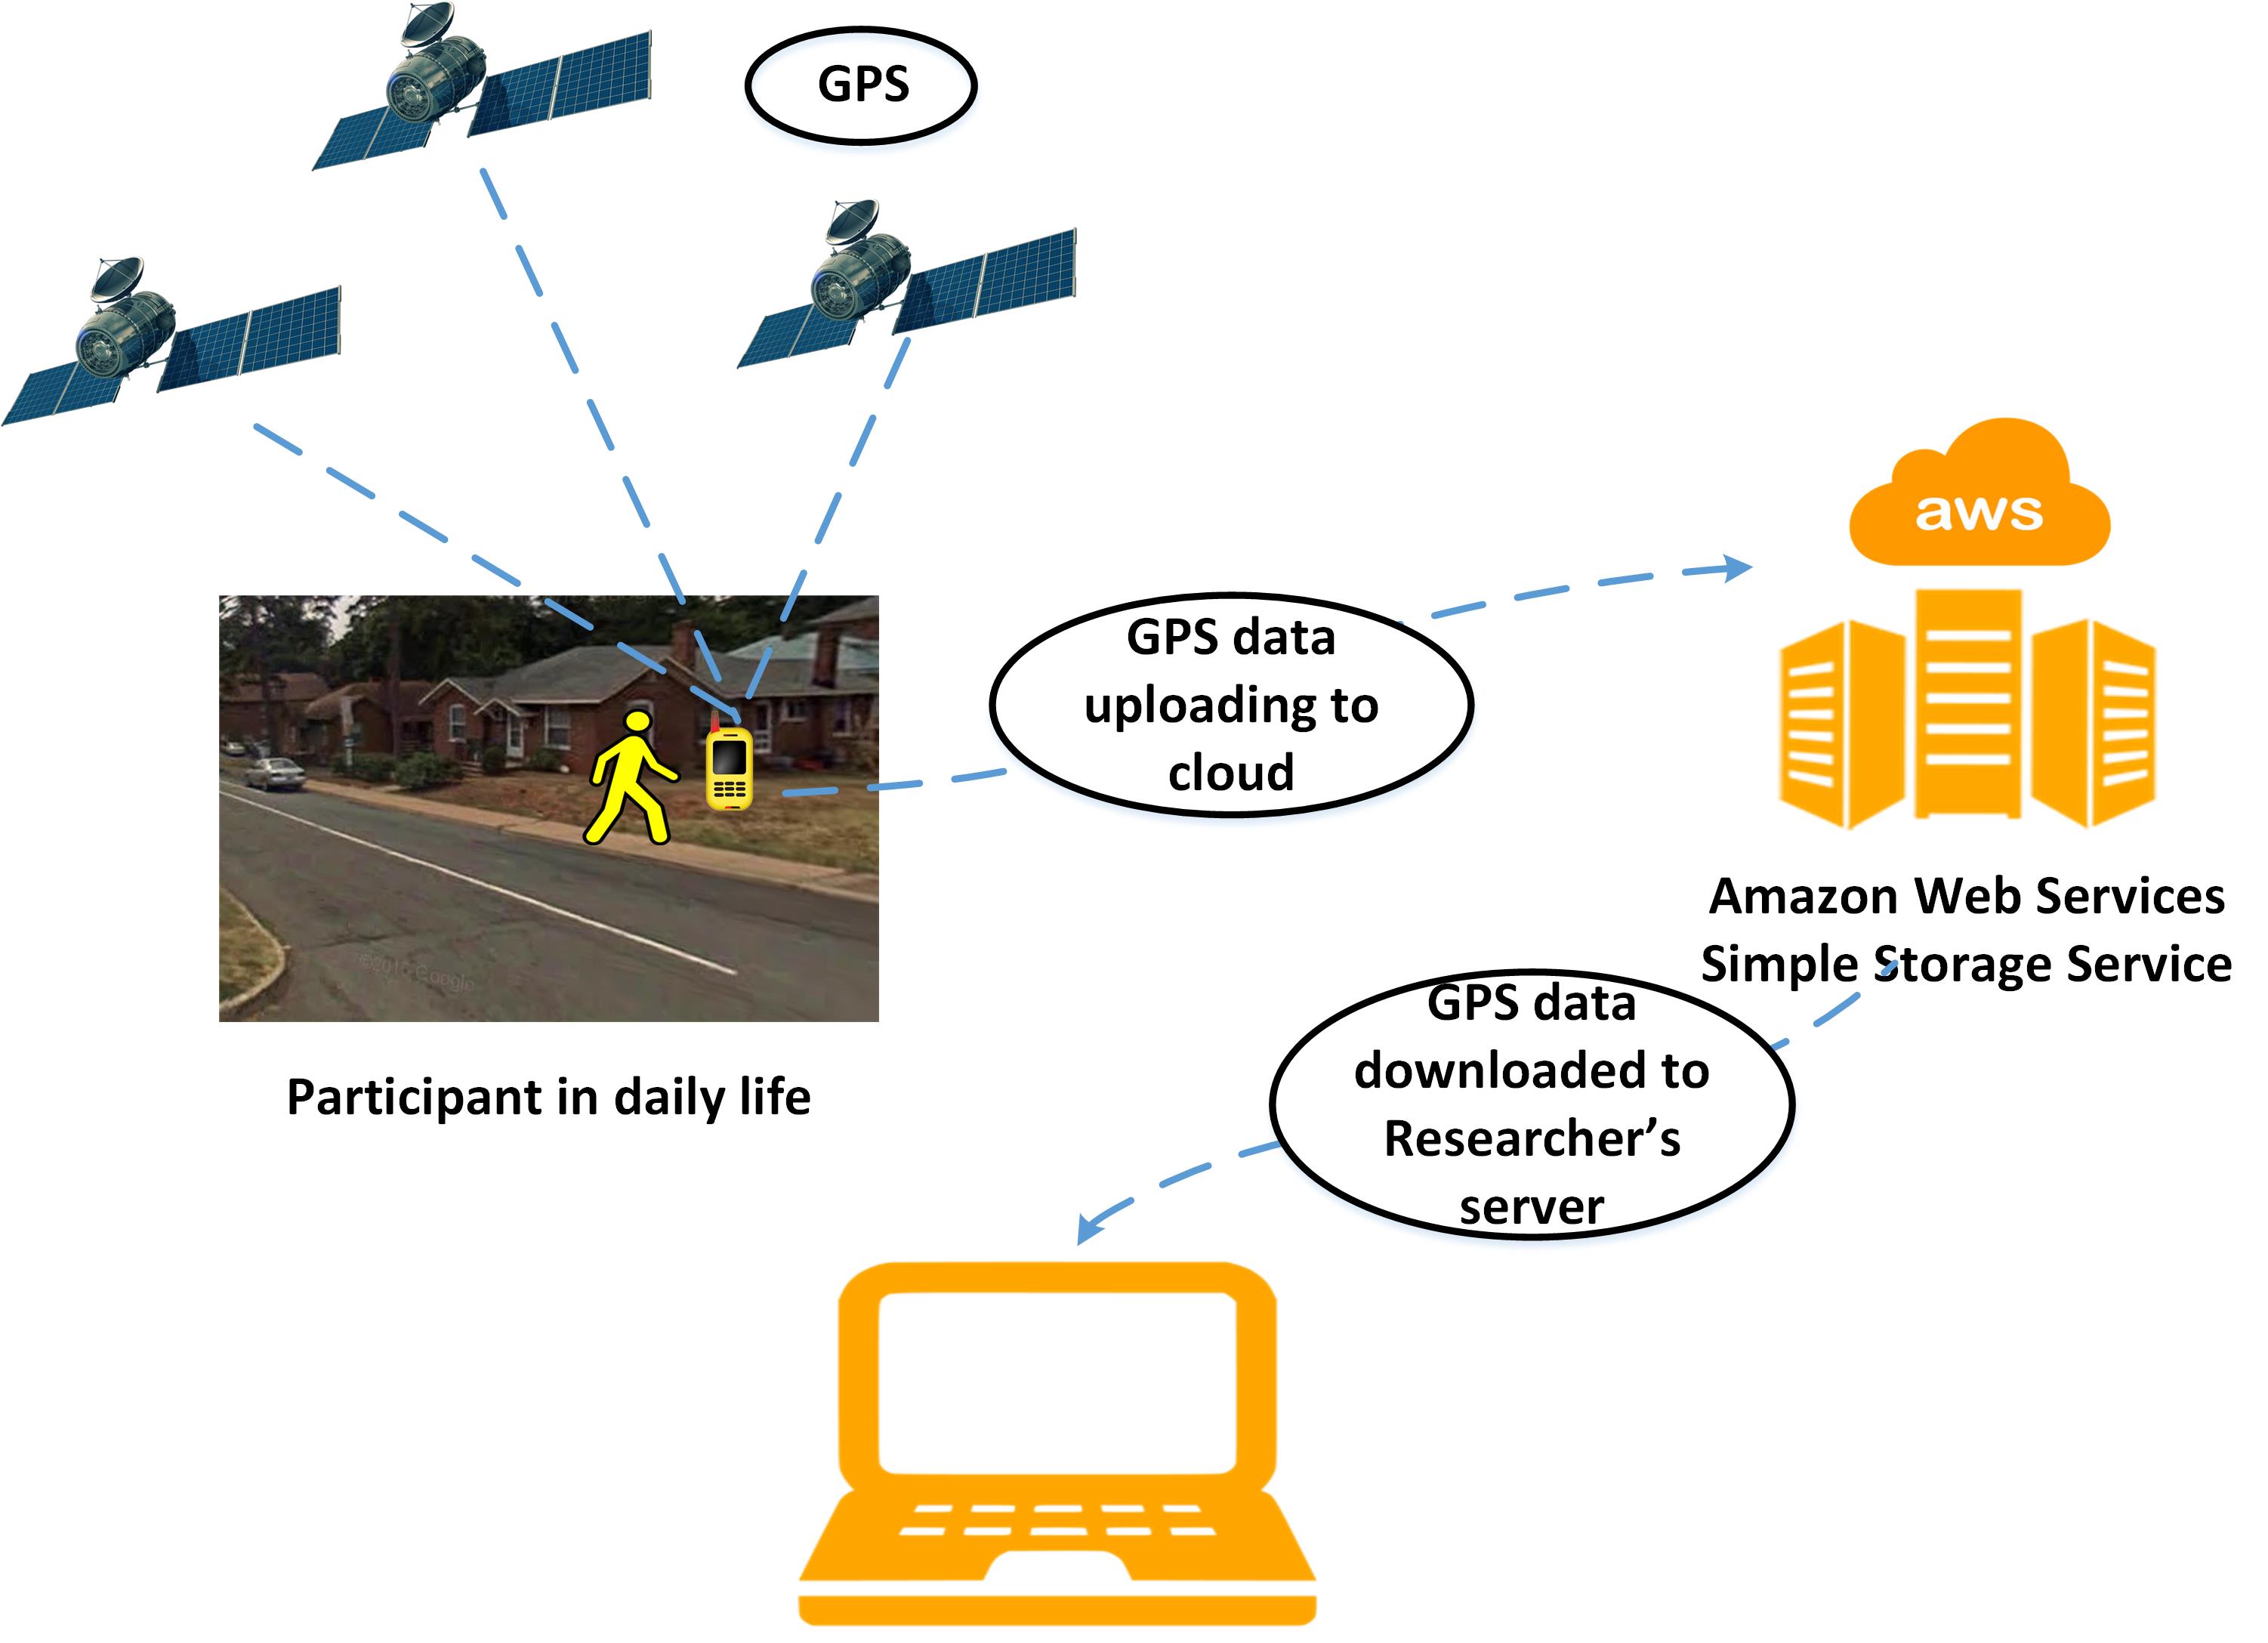 GPS
GPS data
uploading to
cloud
aws
Amazon Web Services
Simple Storage Service
©2015 Google
Participant in daily life
GPS data
downloaded to
Researcher's
server